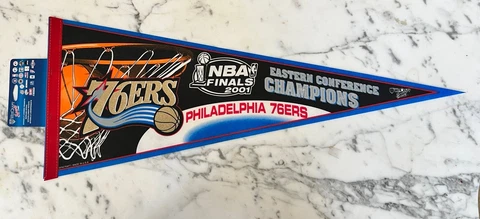 76ERS
NBA
FINALS
2001
EASTERN CONFERENCE
CHAMPIONS
PHILADELPHIA 76ERS